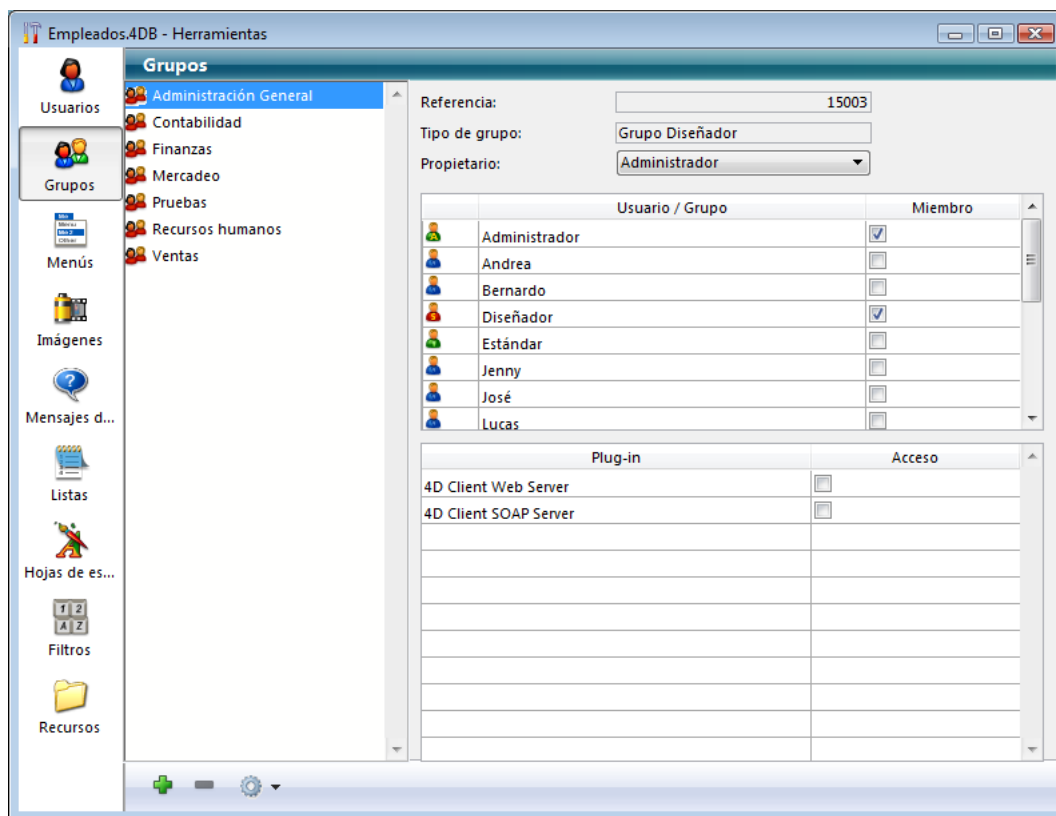 Empleados.4DB - Herramientas
Usuarios
Grupos
Menús
Imágenes
Mensajes d...
Listas
Hojas de es...
Filtros
Recursos
Grupos
Administración General
Contabilidad
Finanzas
Mercadeo
Pruebas
Recursos humanos
Ventas
Referencia: 15003
Tipo de grupo: Grupo Diseñador
Propietario: Administrador
Usuario / Grupo Miembro
Administrador
Andrea
Bernardo
Diseñador
Estándar
Jenny
José
Lucas
Plug-in Acceso
4D Client Web Server
4D Client SOAP Server